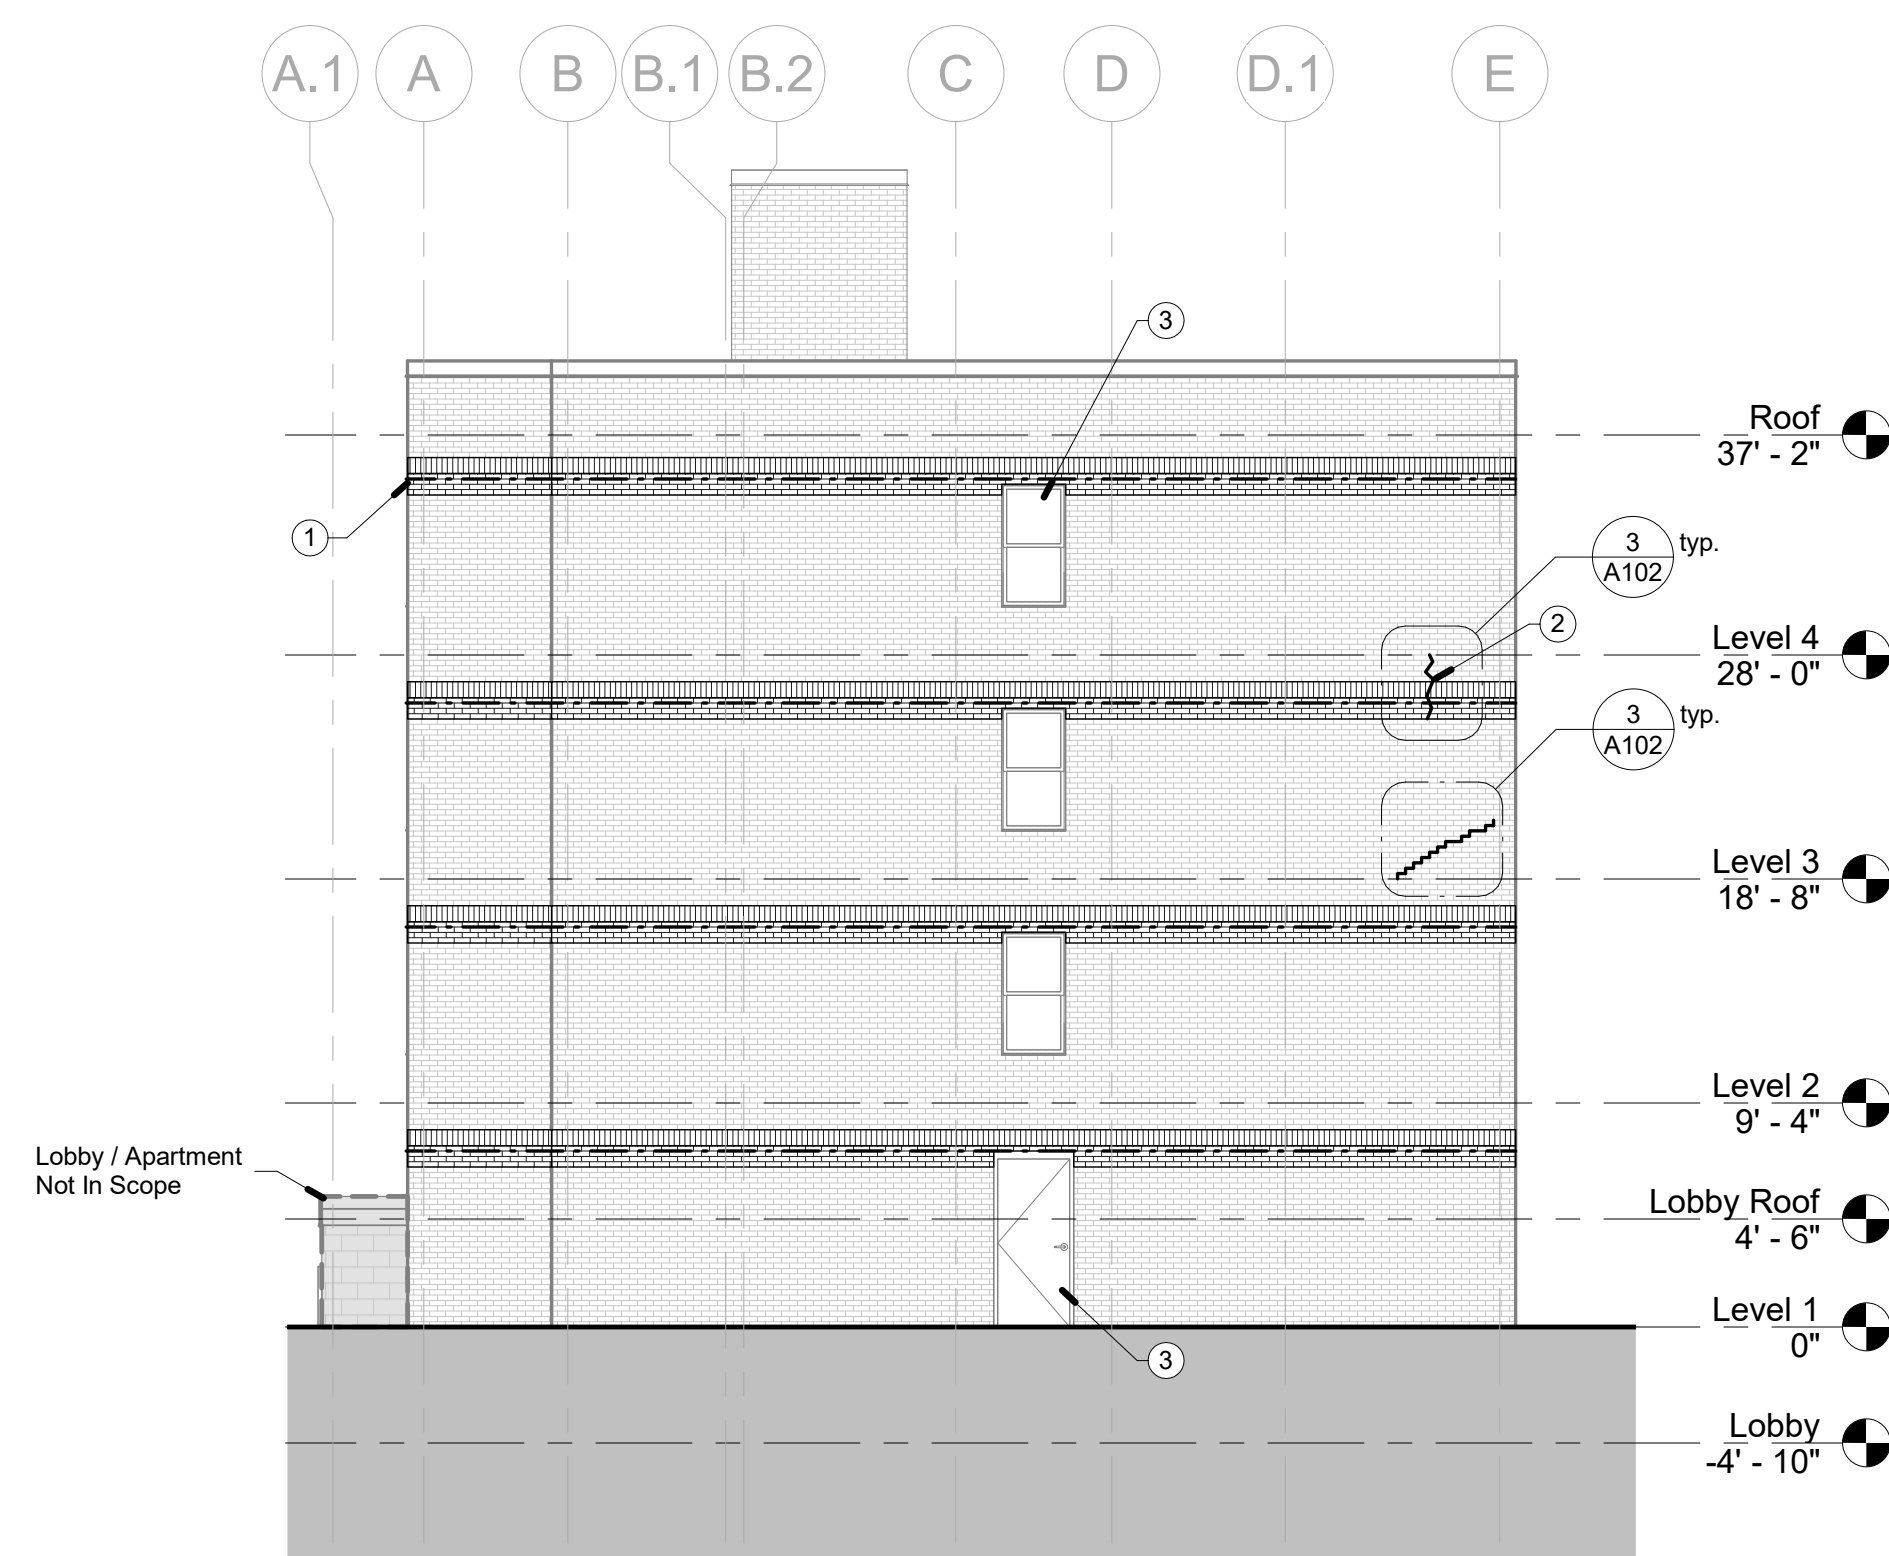 A.1 A B B.1 B.2 C D D.1 E
3
Roof
37' - 2"
1
3 typ.
A102
2
Level 4
28' - 0"
3 typ.
A102
Level 3
18' - 8"
Level 2
9' - 4"
Lobby / Apartment
Not In Scope
Lobby Roof
4' - 6"
Level 1
0"
3
Lobby
-4' - 10"